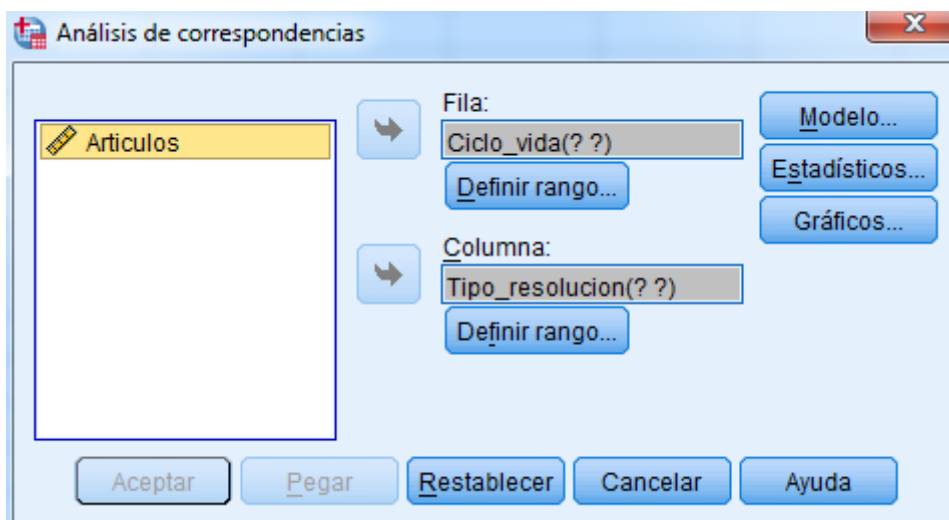 Análisis de correspondencias
Articulos
Fila:
Ciclo_vida(? ?)
Definir rango...
Columna:
Tipo_resolucion(? ?)
Definir rango...
Modelo...
Estadísticos...
Gráficos...
Aceptar
Pegar
Restablecer
Cancelar
Ayuda